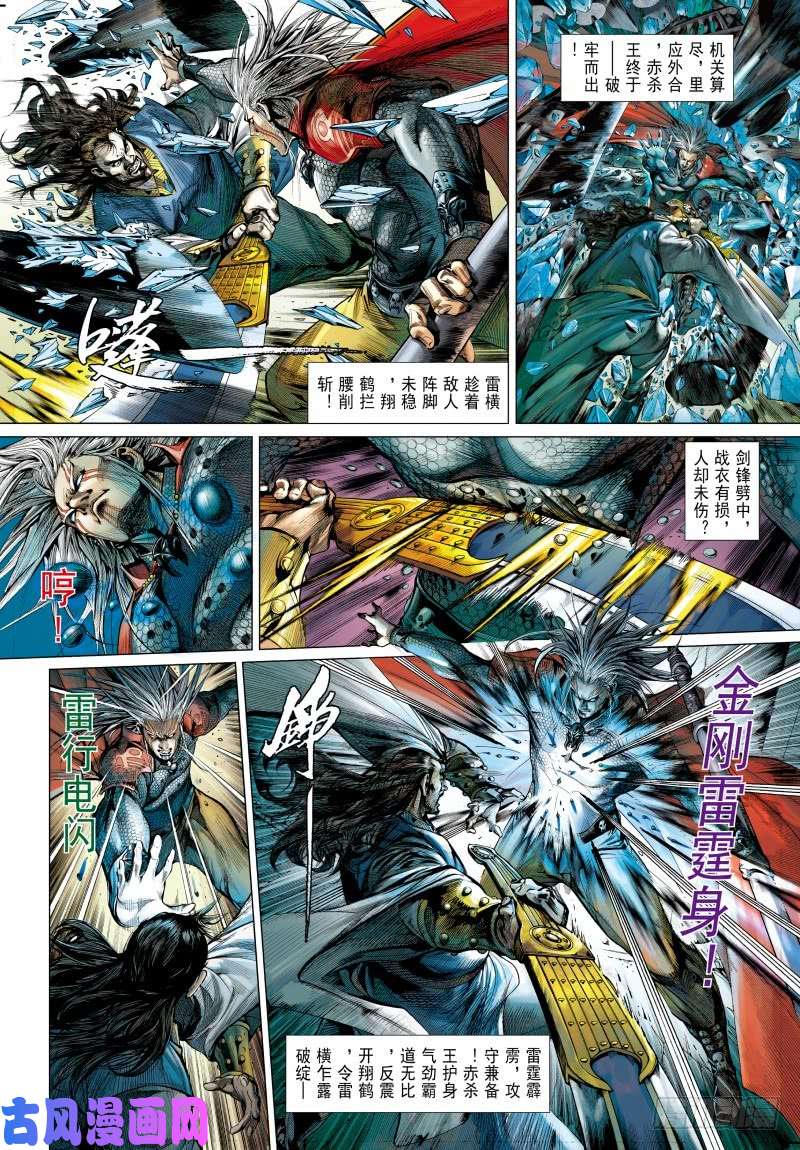 机关算
尽，里
应外合
，赤杀
王终于
——破
牢而出
！
雷横
趁着
敌人
阵脚
未稳
，翔
鹤拦
腰削
斩！
剑锋劈中，
战衣有损，
人却未伤？
哼！
金刚雷霆身！
雷霆霹
雳，攻
守兼备
！赤杀
王护身
气劲霸
道无比
，反震
开翔鹤
，令雷
横乍露
破绽—
雷行电闪
古风漫画网